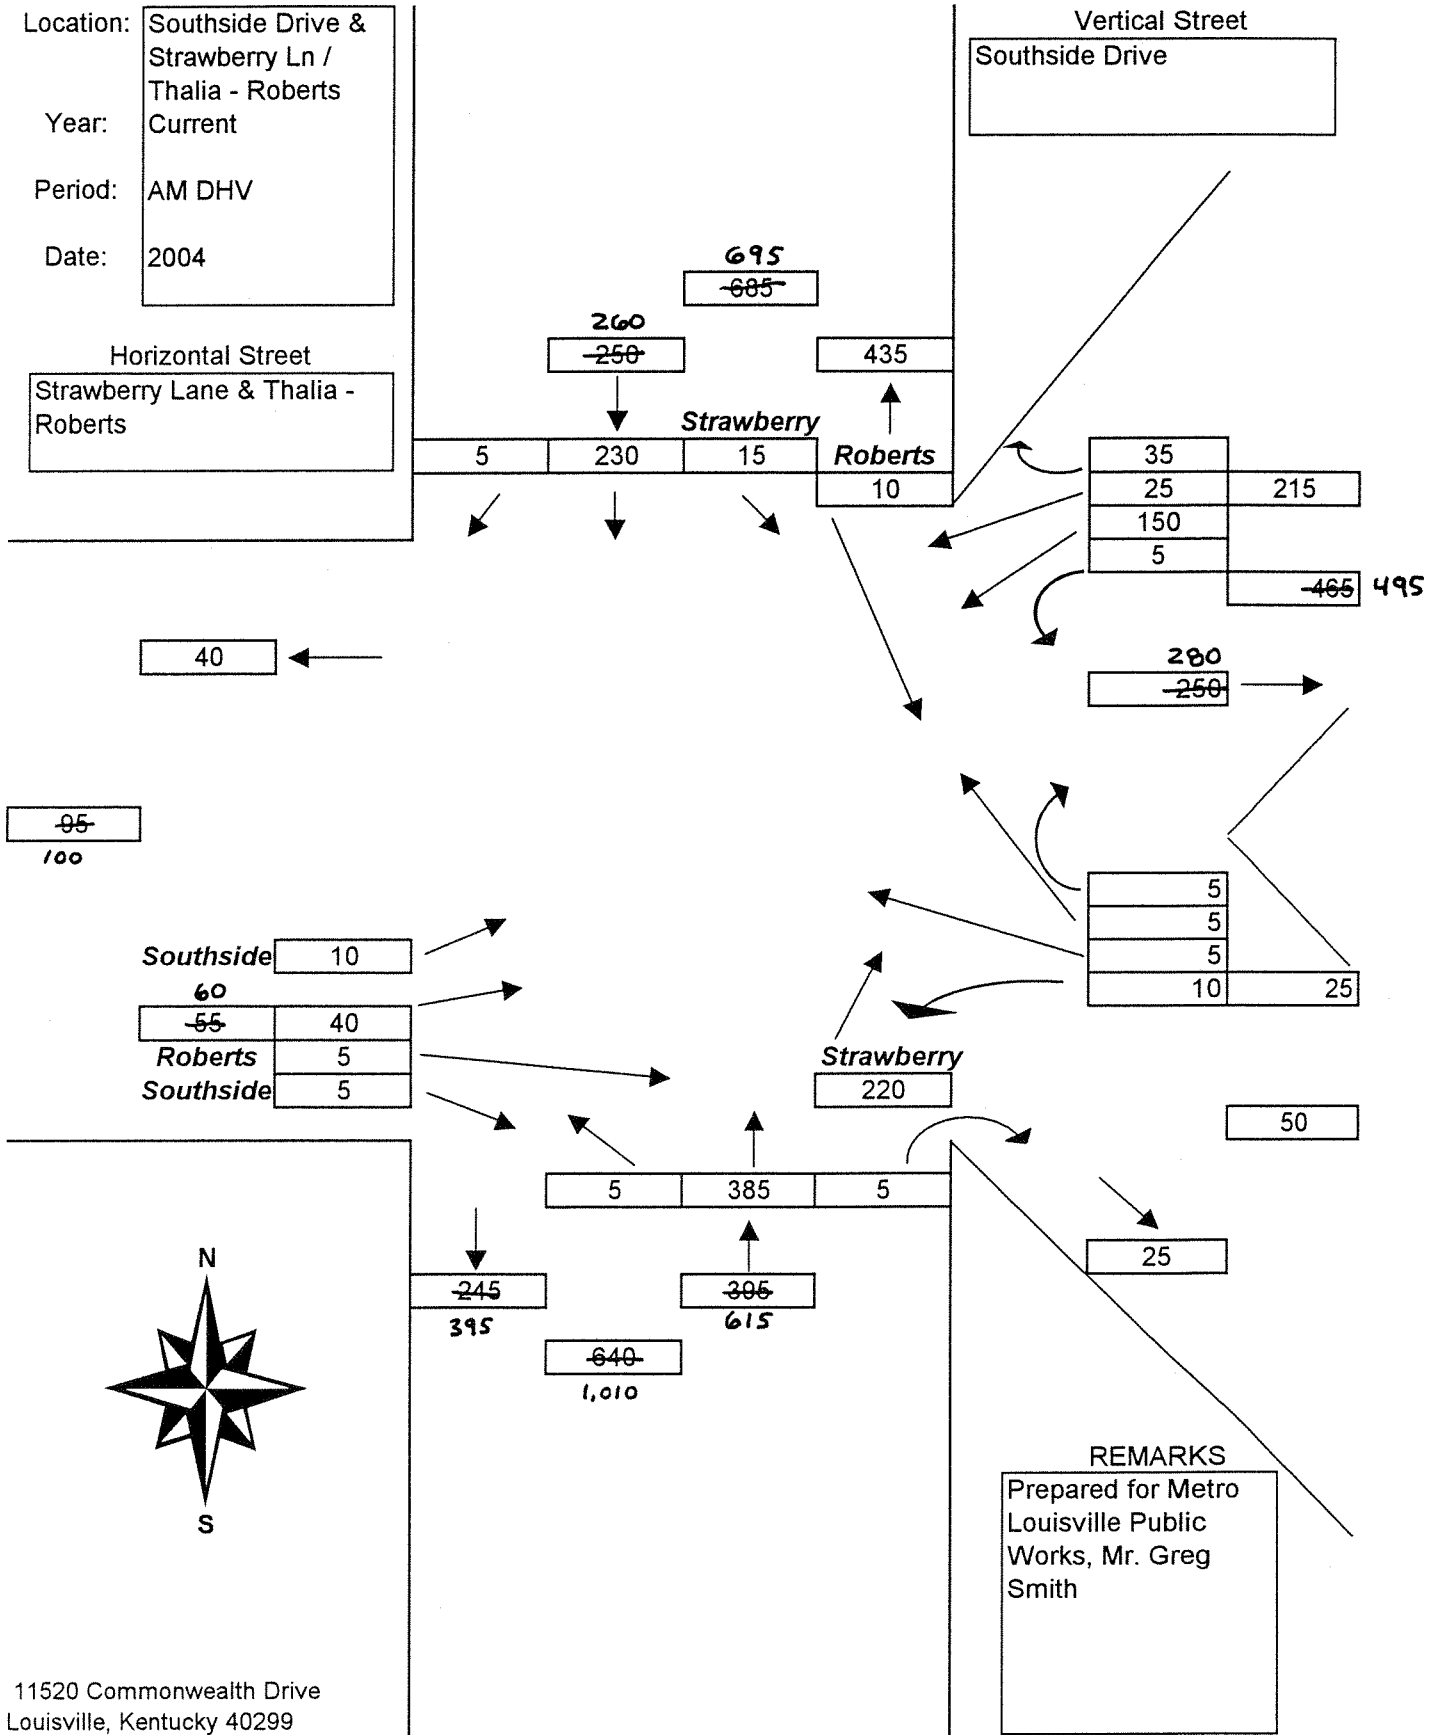 Location: Southside Drive &
Strawberry Ln /
Thalia - Roberts
Year: Current
Period: AM DHV
Date: 2004
Vertical Street
Southside Drive
Horizontal Street
Strawberry Lane & Thalia -
Roberts
695
685
260
250
435
Strawberry
5 230 15 Roberts
10
35
25 215
150
5
465 495
40
280
250
95
100
5
5
5
10 25
Southside 10
60
55 40
Roberts 5
Southside 5
Strawberry
220
50
5 385 5
25
245 395
395 615
640
1,010
N
S
REMARKS
Prepared for Metro
Louisville Public
Works, Mr. Greg
Smith
11520 Commonwealth Drive
Louisville, Kentucky 40299